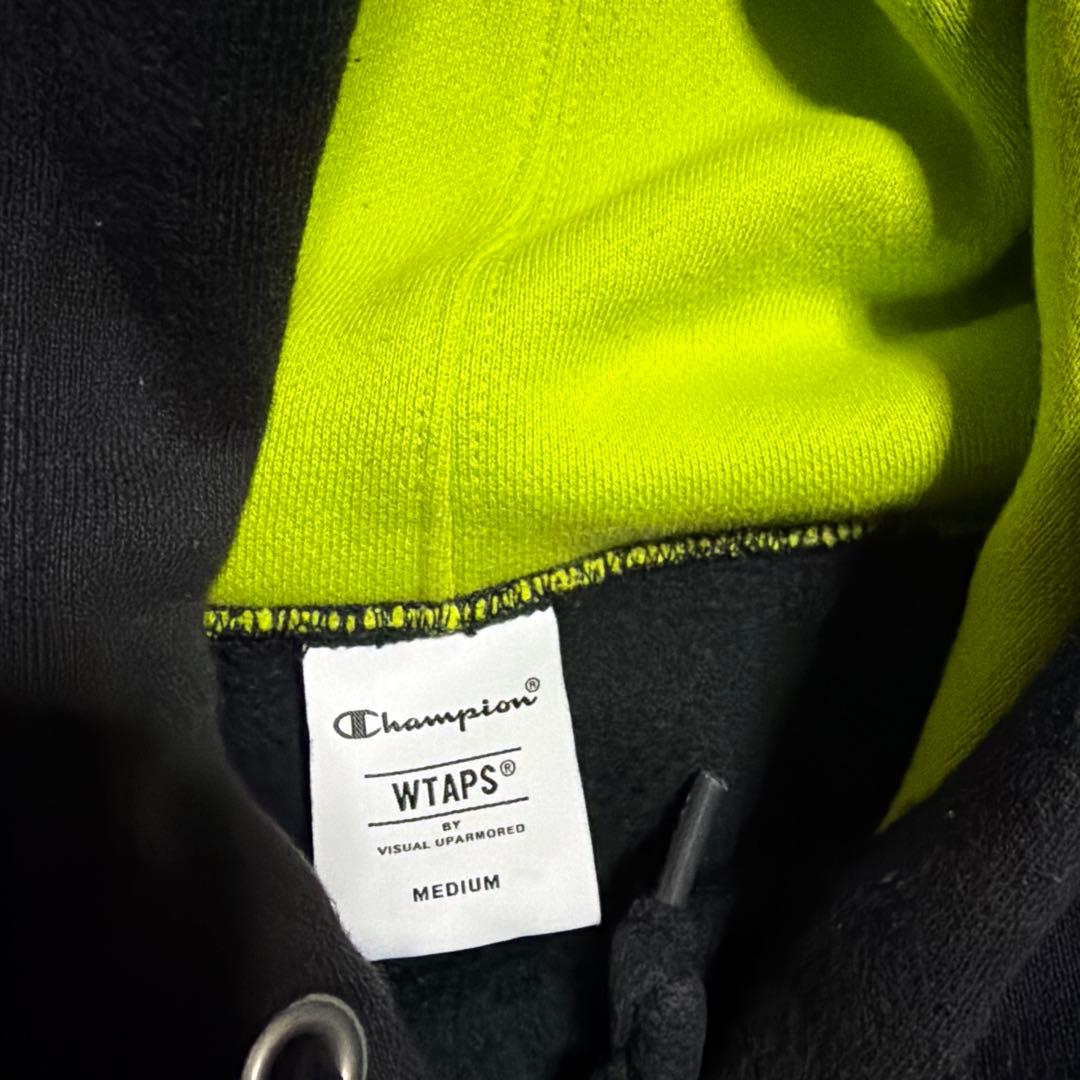 Champion®
WTAPS®
BY
VISUAL UPARMORED
MEDIUM